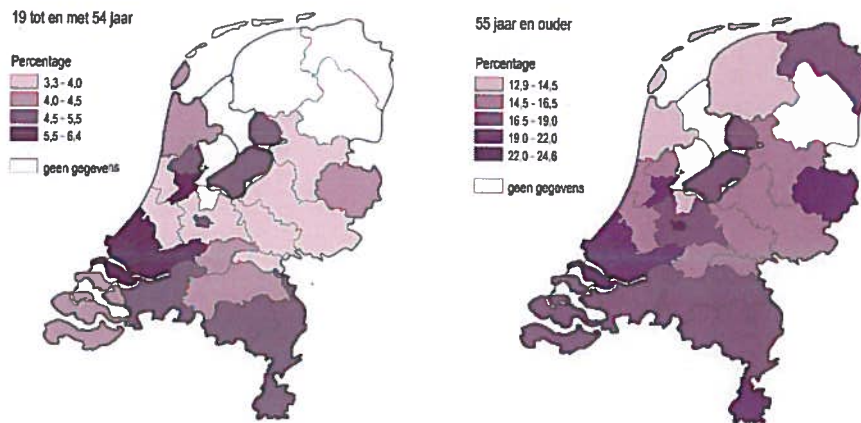 19 tot en met 54 jaar
Percentage
3,3 - 4,0
4,0 - 4,5
4,5 - 5,5
5,5 - 6,4
geen gegevens
55 jaar en ouder
Percentage
12,9 - 14,5
14,5 - 16,5
16 5 - 19,0
19,0 - 22,0
22,0 - 24,6
geen gegevens